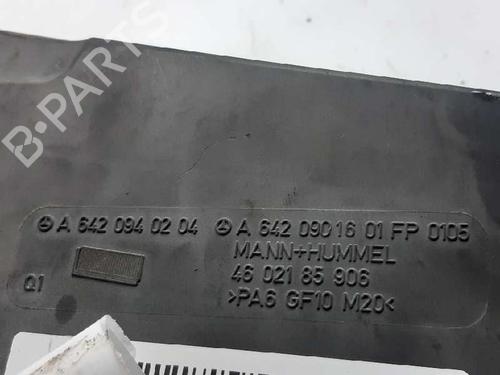 B-PARTS
A 642 094 02 04
A 642 090 16 01 FP 0105
MANN+HUMMEL
46 021 85 906
Q1
>PA6 GF10 M20<